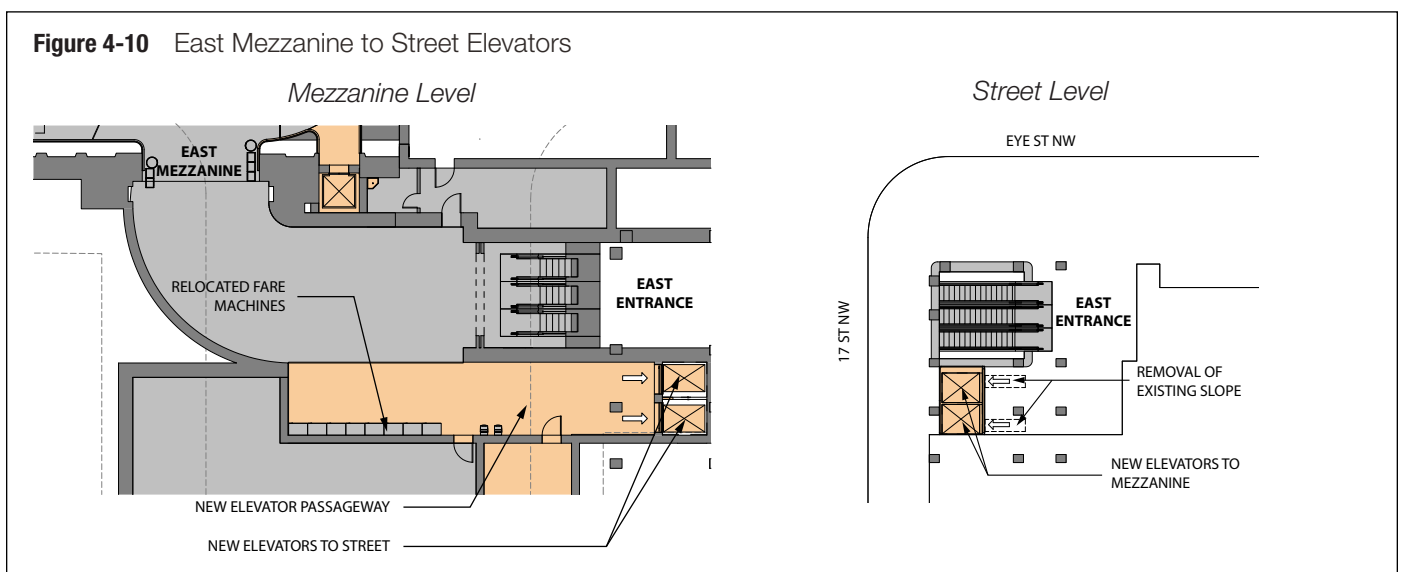 Figure 4-10 East Mezzanine to Street Elevators
Mezzanine Level
EAST
MEZZANINE
RELOCATED FARE
MACHINES
EAST
ENTRANCE
NEW ELEVATOR PASSAGEWAY
NEW ELEVATORS TO STREET
Street Level
EYE ST NW
17 ST NW
EAST
ENTRANCE
REMOVAL OF
EXISTING SLOPE
NEW ELEVATORS TO
MEZZANINE